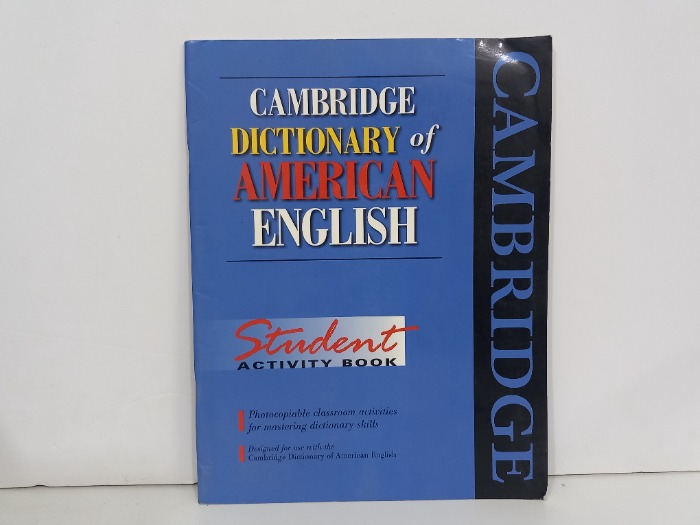 CAMBRIDGE
DICTIONARY of
AMERICAN
ENGLISH
Student
ACTIVITY BOOK
Photocopiable classroom activities
for mastering dictionary skills
Designed for use with the
Cambridge Dictionary of American English
CAMBRIDGE